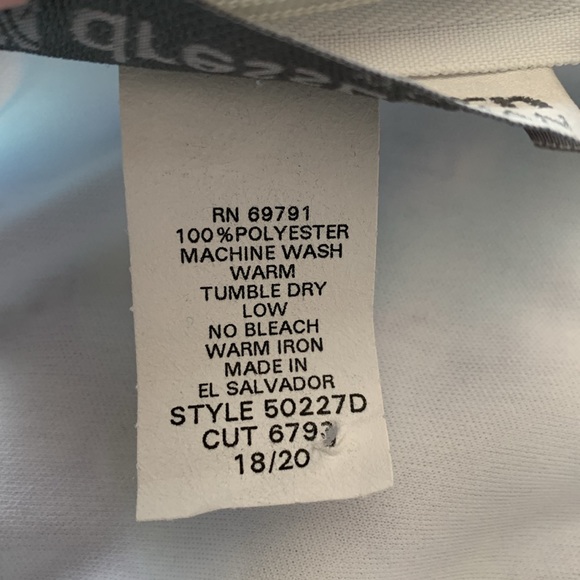 RN 69791
100%POLYESTER
MACHINE WASH
WARM
TUMBLE DRY
LOW
NO BLEACH
WARM IRON
MADE IN
EL SALVADOR
STYLE 50227D
CUT 6793
18/20